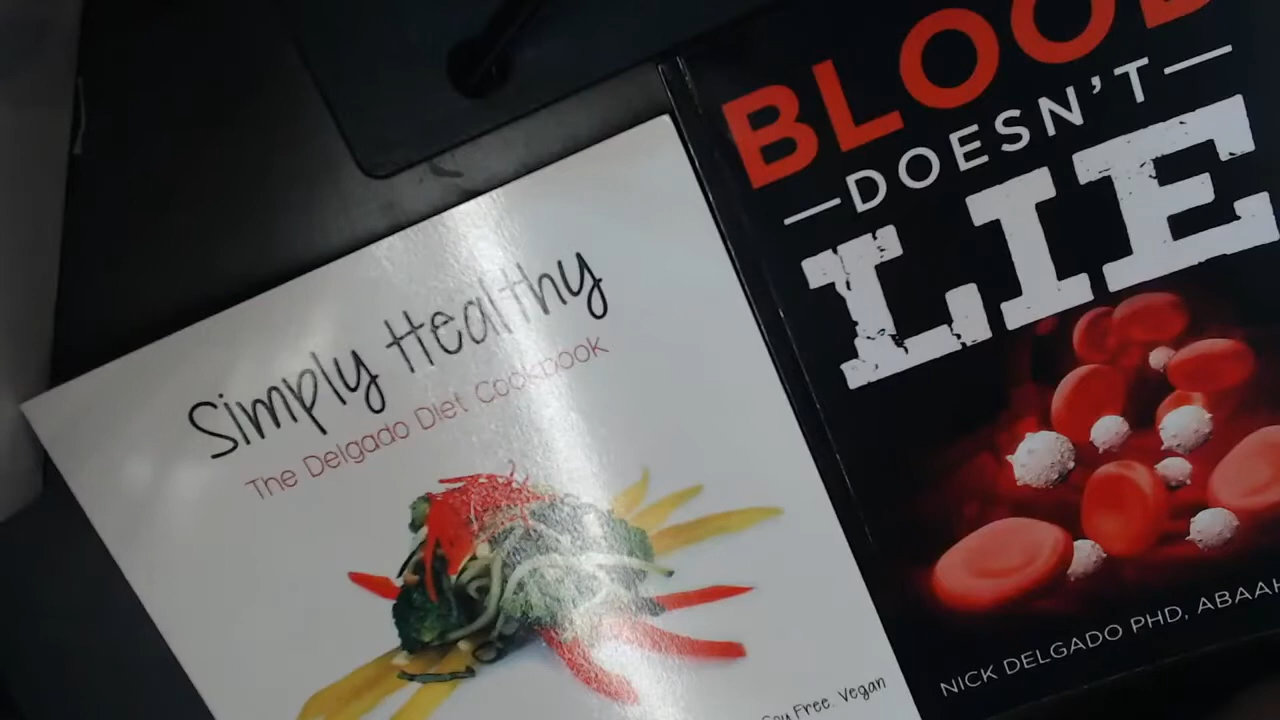 Simply Healthy
The Delgado Diet Cookbook
Soy Free. Vegan
BLOOD
DOESN'T
LIE
NICK DELGADO PHD, ABAAH